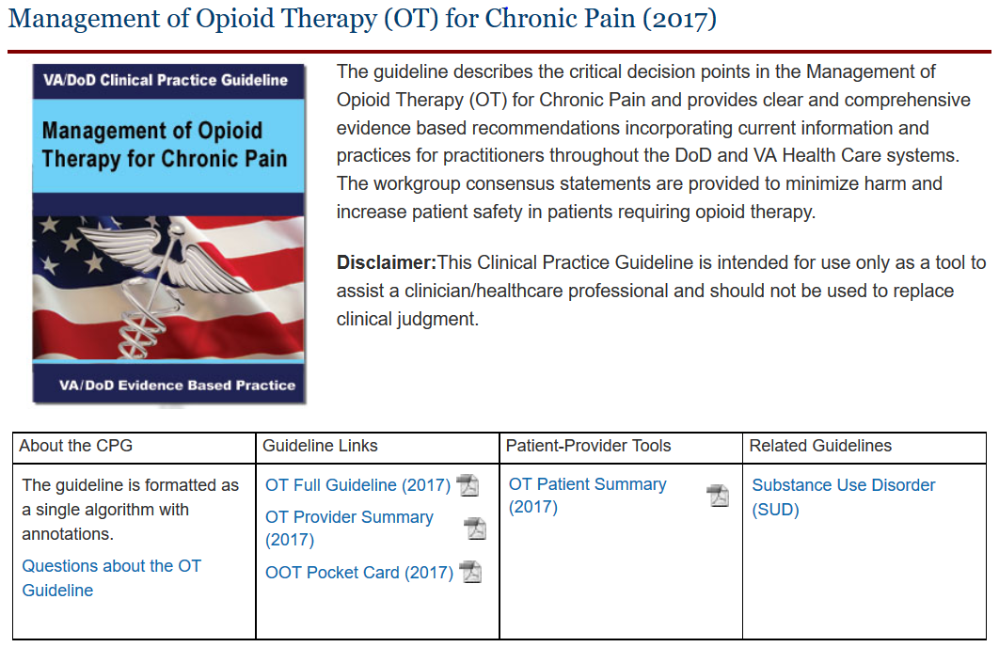 Management of Opioid Therapy (OT) for Chronic Pain (2017)
VA/DoD Clinical Practice Guideline
Management of Opioid
Therapy for Chronic Pain
VA/DoD Evidence Based Practice
The guideline describes the critical decision points in the Management of
Opioid Therapy (OT) for Chronic Pain and provides clear and comprehensive
evidence based recommendations incorporating current information and
practices for practitioners throughout the DoD and VA Health Care systems.
The workgroup consensus statements are provided to minimize harm and
increase patient safety in patients requiring opioid therapy.
Disclaimer:This Clinical Practice Guideline is intended for use only as a tool to
assist a clinician/healthcare professional and should not be used to replace
clinical judgment.
About the CPG
The guideline is formatted as
a single algorithm with
annotations.
Questions about the OT
Guideline
Guideline Links
OT Full Guideline (2017)
OT Provider Summary
(2017)
OOT Pocket Card (2017)
Patient-Provider Tools
OT Patient Summary
(2017)
Related Guidelines
Substance Use Disorder
(SUD)